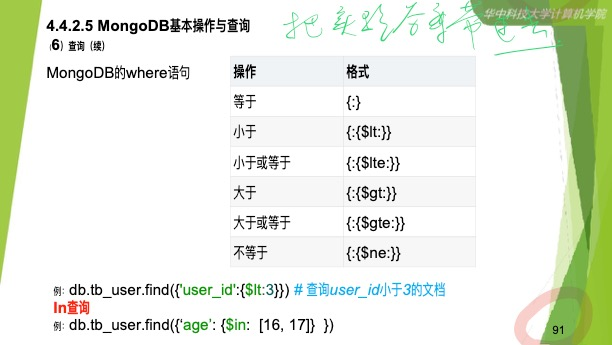 华中科技大学计算机学院
4.4.2.5 MongoDB基本操作与查询
（6）查询（续）
MongoDB的where语句
操作 格式
等于 {:}
小于 {:{$lt:}}
小于或等于 {:{$lte:}}
大于 {:{$gt:}}
大于或等于 {:{$gte:}}
不等于 {:{$ne:}}
例：db.tb_user.find({'user_id':{$lt:3}}) # 查询user_id小于3的文档
In查询
例：db.tb_user.find({‘age’: {$in: [16, 17]} })
91